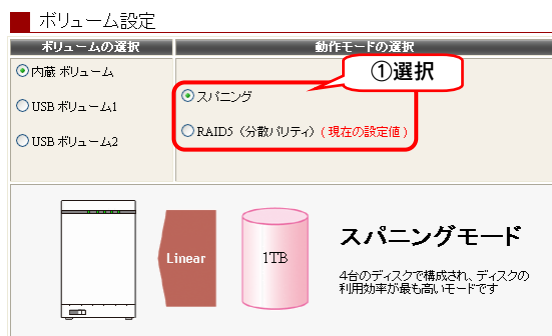 ボリューム設定
ボリュームの選択
動作モードの選択
内蔵 ボリューム
USB ボリューム1
USB ボリューム2
①選択
スパニング
RAID5（分散パリティ）( 現在の設定値 )
Linear
1TB
スパニングモード
4台のディスクで構成され、ディスクの
利用効率が最も高いモードです